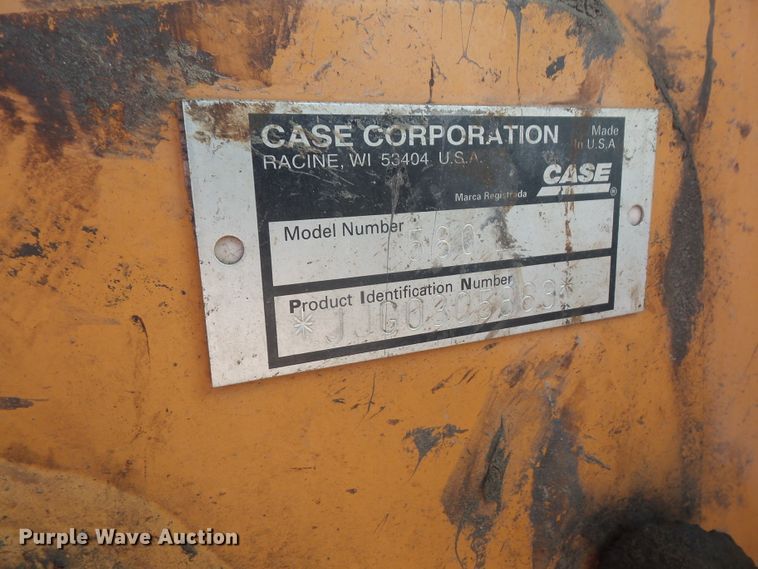 CASE CORPORATION
Made
In U.S.A
RACINE, WI 53404 U.S.A.
CASE
Marca Registrada
®
Model Number
Product Identification Number
Purple Wave Auction